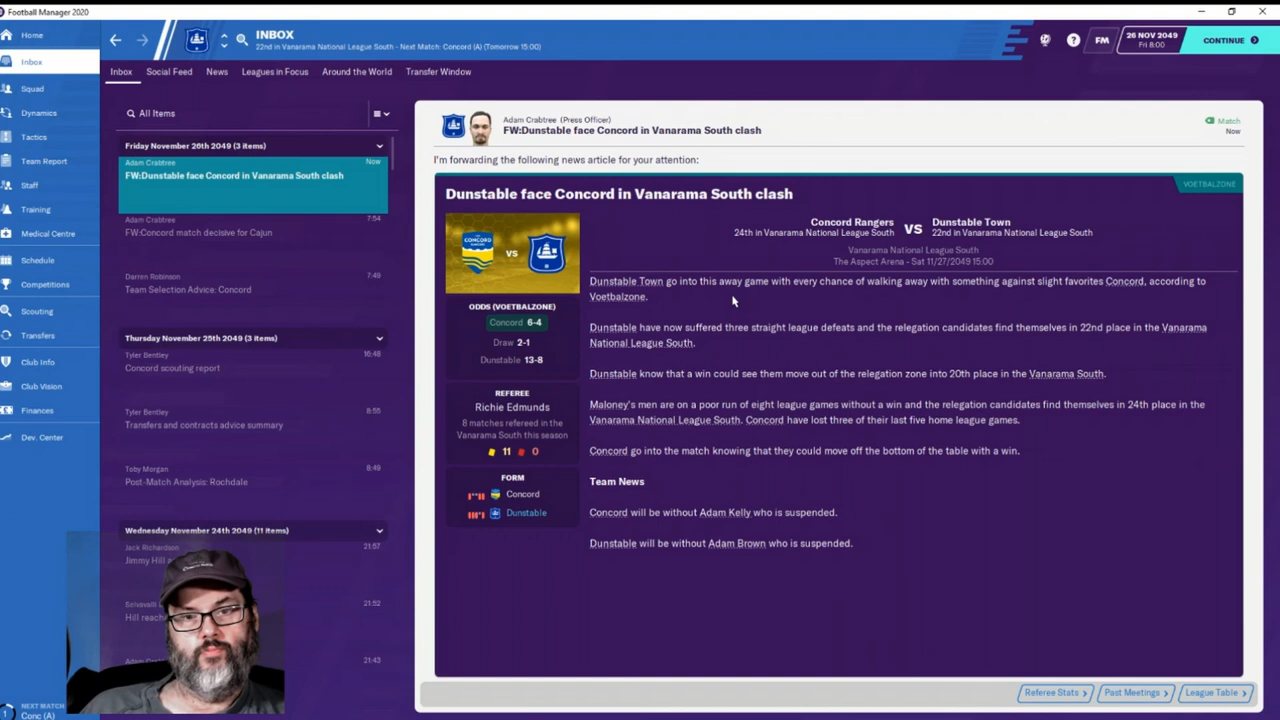 Football Manager 2020
Home
Inbox
Squad
Dynamics
Tactics
Team Report
Staff
Training
Medical Centre
Schedule
Competitions
Scouting
Transfers
Club Info
Club Vision
Finances
Dev. Center
NEXT MATCH
Conc (A)
INBOX
22nd in Vanarama National League South - Next Match: Concord (A) (Tomorrow 15:00)
FM
26 NOV 2049
Fri 8:00
CONTINUE
Inbox Social Feed News Leagues in Focus Around the World Transfer Window
All Items
Friday November 26th 2049 (3 items)
Adam Crabtree Now
FW:Dunstable face Concord in Vanarama South clash
Adam Crabtree 7:54
FW:Concord match decisive for Cajun
Darren Robinson 7:49
Team Selection Advice: Concord
Thursday November 25th 2049 (3 items)
Tyler Bentley 16:48
Concord scouting report
Tyler Bentley 8:55
Transfers and contracts advice summary
Toby Morgan 8:49
Post-Match Analysis: Rochdale
Wednesday November 24th 2049 (11 items)
Jack Richardson 21:57
Jimmy Hill
21:52
Hill
21:43
Adam Crabtree (Press Officer)
FW:Dunstable face Concord in Vanarama South clash
Match
Now
I'm forwarding the following news article for your attention:
Dunstable face Concord in Vanarama South clash
VOETBALZONE
CONCORD
VS
Concord Rangers VS Dunstable Town
24th in Vanarama National League South 22nd in Vanarama National League South
Vanarama National League South
The Aspect Arena - Sat 11/27/2049 15:00
ODDS (VOETBALZONE)
Concord 6-4
Draw 2-1
Dunstable 13-8
REFEREE
Richie Edmunds
8 matches refereed in the
Vanarama South this season
11 0
FORM
Concord
Dunstable
Dunstable Town go into this away game with every chance of walking away with something against slight favorites Concord, according to
Voetbalzone.
Dunstable have now suffered three straight league defeats and the relegation candidates find themselves in 22nd place in the Vanarama
National League South.
Dunstable know that a win could see them move out of the relegation zone into 20th place in the Vanarama South.
Maloney's men are on a poor run of eight league games without a win and the relegation candidates find themselves in 24th place in the
Vanarama National League South. Concord have lost three of their last five home league games.
Concord go into the match knowing that they could move off the bottom of the table with a win.
Team News
Concord will be without Adam Kelly who is suspended.
Dunstable will be without Adam Brown who is suspended.
Referee Stats
Past Meetings
League Table